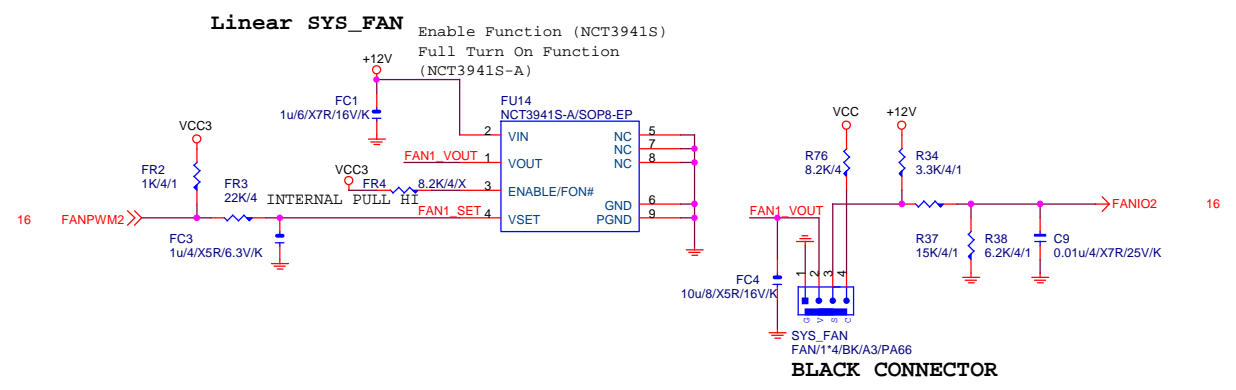 Linear SYS_FAN
Enable Function (NCT3941S)
Full Turn On Function
(NCT3941S-A)
+12V
FC1
1u/6/X7R/16V/K
FU14
NCT3941S-A/SOP8-EP
2 VIN
1 VOUT
3 ENABLE/FON#
4 VSET
NC 5
NC 7
NC 8
GND 6
PGND 9
FAN1_VOUT
VCC3
FR4 8.2K/4/X
INTERNAL PULL HI
FAN1_SET
VCC3
FR2
1K/4/1
FR3
22K/4
16 FANPWM2
FC3
1u/4/X5R/6.3V/K
VCC
+12V
R76
8.2K/4
R34
3.3K/4/1
FAN1_VOUT
FANIO2 16
R37
15K/4/1
R38
6.2K/4/1
C9
0.01u/4/X7R/25V/K
FC4
10u/8/X5R/16V/K
1 2 3 4
G V S C
SYS_FAN
FAN/1*4/BK/A3/PA66
BLACK CONNECTOR